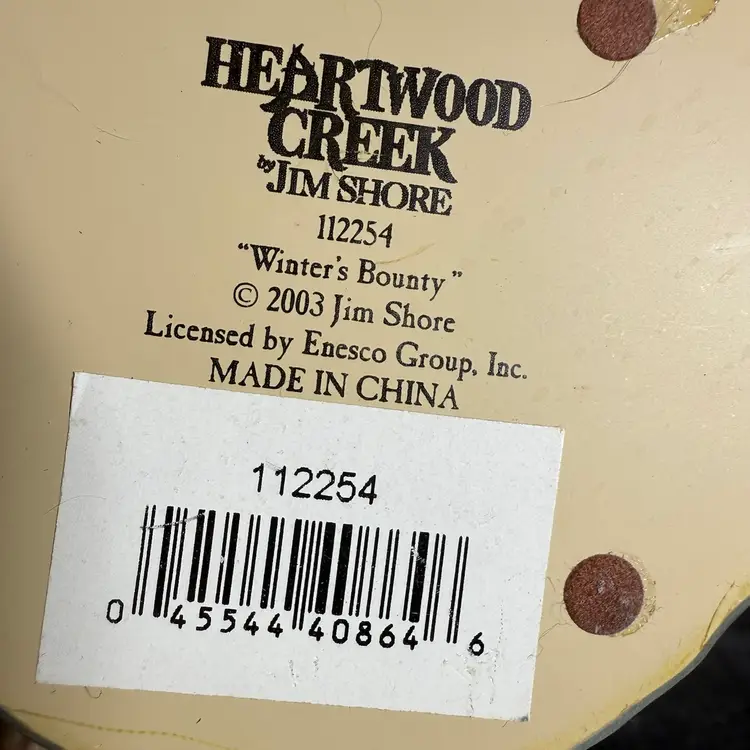 HEARTWOOD
CREEK
by JIM SHORE
112254
“Winter's Bounty”
© 2003 Jim Shore
Licensed by Enesco Group, Inc.
MADE IN CHINA
112254
0 45544 40864 6